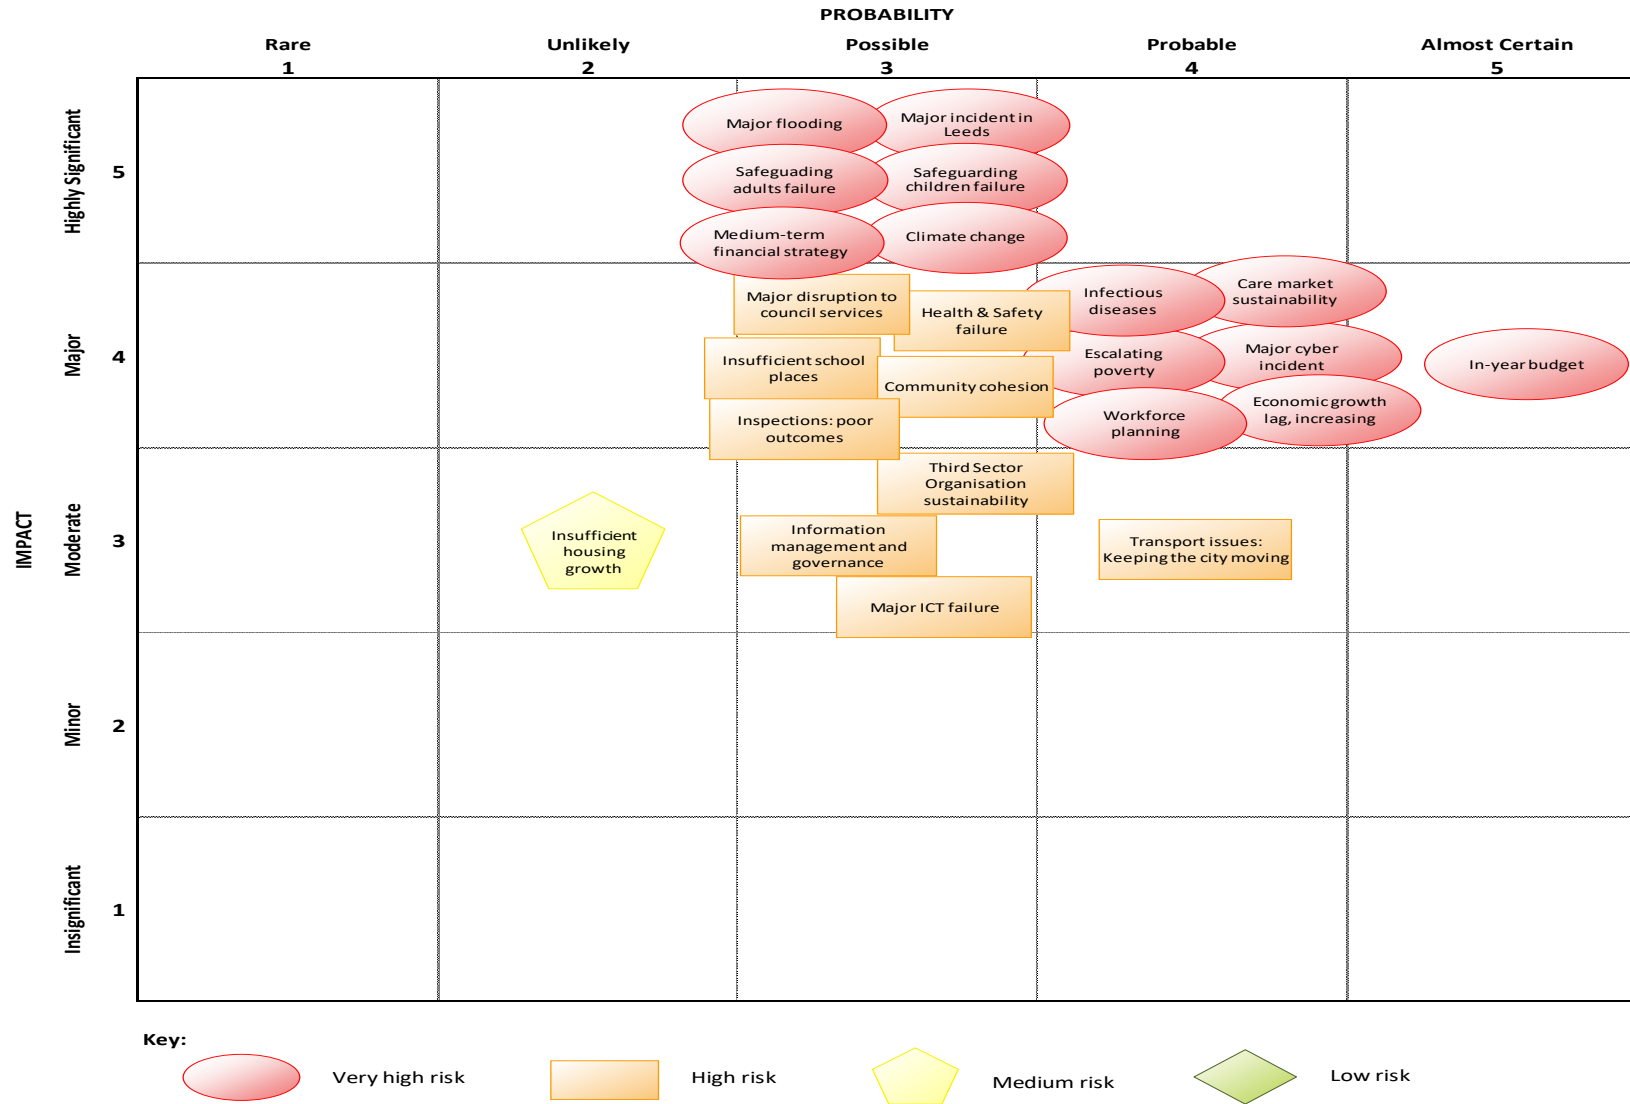 PROBABILITY
Rare
Unlikely
Possible
Probable
Almost Certain
1
2
3
4
5
IMPACT
Highly Significant
5
Major flooding
Major incident in
Leeds
Safeguading
adults failure
Safeguarding
children failure
Medium-term
financial strategy
Climate change
Major
4
Major disruption to
council services
Health & Safety
failure
Insufficient school
places
Community cohesion
Inspections: poor
outcomes
Infectious
diseases
Care market
sustainability
Escalating
poverty
Major cyber
incident
Workforce
planning
Economic growth
lag, increasing
In-year budget
Moderate
3
Insufficient
housing
growth
Third Sector
Organisation
sustainability
Information
management and
governance
Major ICT failure
Transport issues:
Keeping the city moving
Minor
2
Insignificant
1
Key:
Very high risk
High risk
Medium risk
Low risk